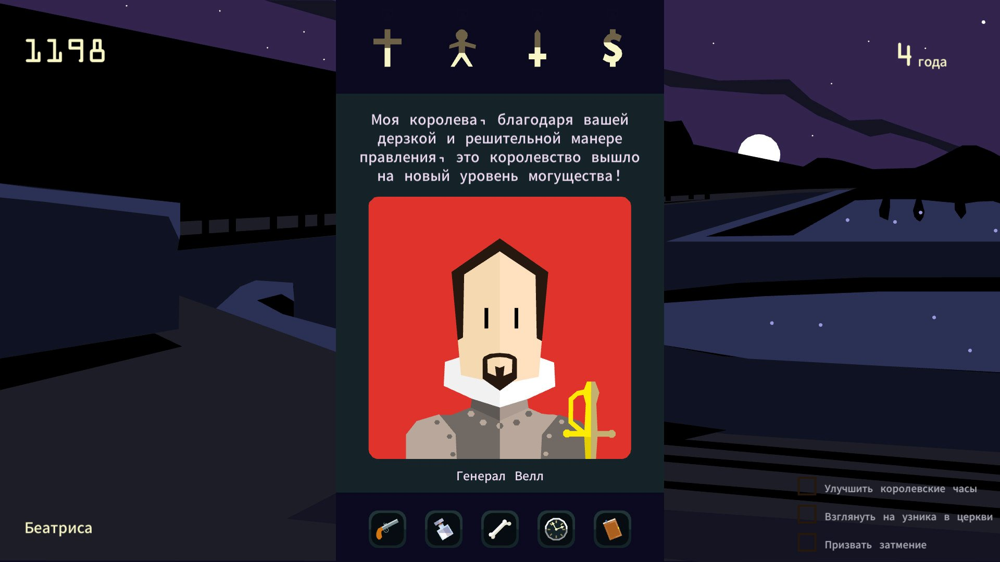 1198
4 года
Моя королева, благодаря вашей
дерзкой и решительной манере
правления, это королевство вышло
на новый уровень могущества!
Генерал Велл
Беатриса
Улучшить королевские часы
Взглянуть на узника в церкви
Призвать затмение